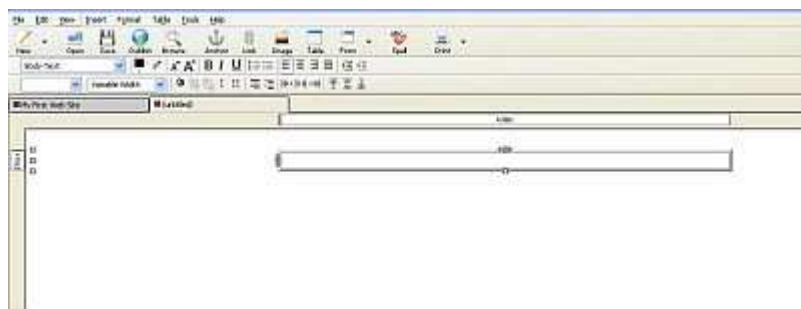 File Edit View Insert Format Table Tools Help
New Open Save Publish Browse Anchor Link Image Table Form Spell Print
Body Text B I U
Variable Width
My First Web Site (untitled)